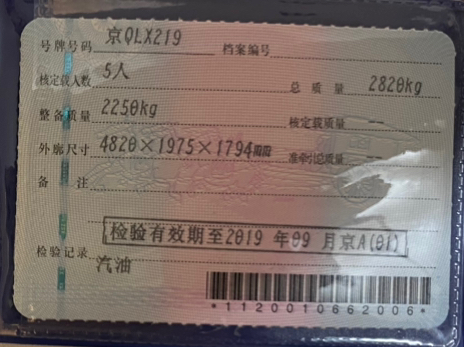 号牌号码 京QLX219 档案编号
核定载人数 5人 总质量 2820kg
整备质量 2250kg 核定载质量 --
外廓尺寸 4820×1975×1794mm 准牵引总质量 --
备注
检验有效期至2019 年09 月京A(01)
检验记录
汽油
*1120010662006*